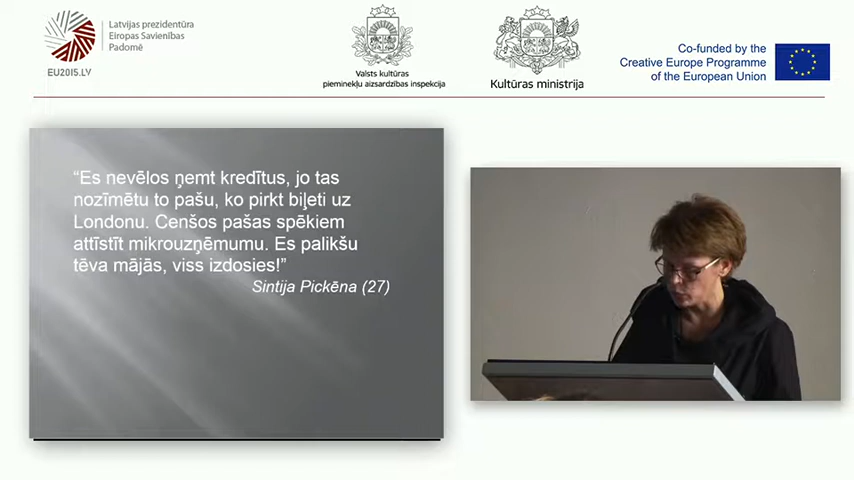 Latvijas prezidentūra
Eiropas Savienības
Padomē
EU2015.LV
Valsts kultūras
pieminekļu aizsardzības inspekcija
Kultūras ministrija
Co-funded by the
Creative Europe Programme
of the European Union
“Es nevēlos ņemt kredītus, jo tas
nozīmētu to pašu, ko pirkt biļeti uz
Londonu. Cenšos pašas spēkiem
attīstīt mikrouzņēmumu. Es palikšu
tēva mājās, viss izdosies!”
Sintija Pickēna (27)